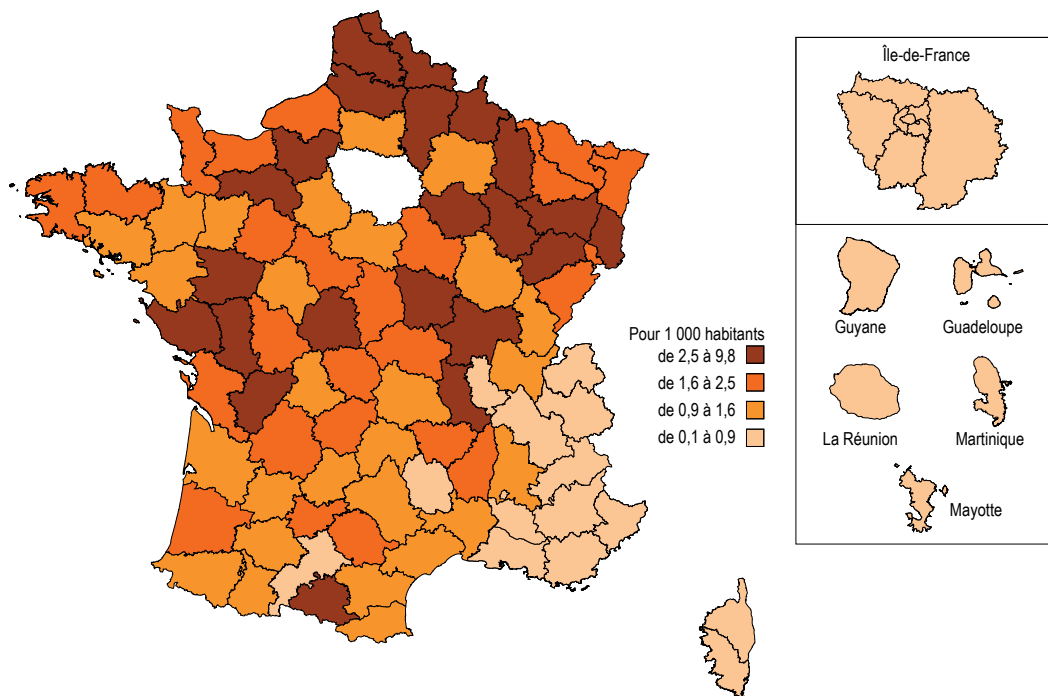 Île-de-France
Guyane
Guadeloupe
Pour 1 000 habitants
de 2,5 à 9,8
de 1,6 à 2,5
de 0,9 à 1,6
de 0,1 à 0,9
La Réunion
Martinique
Mayotte